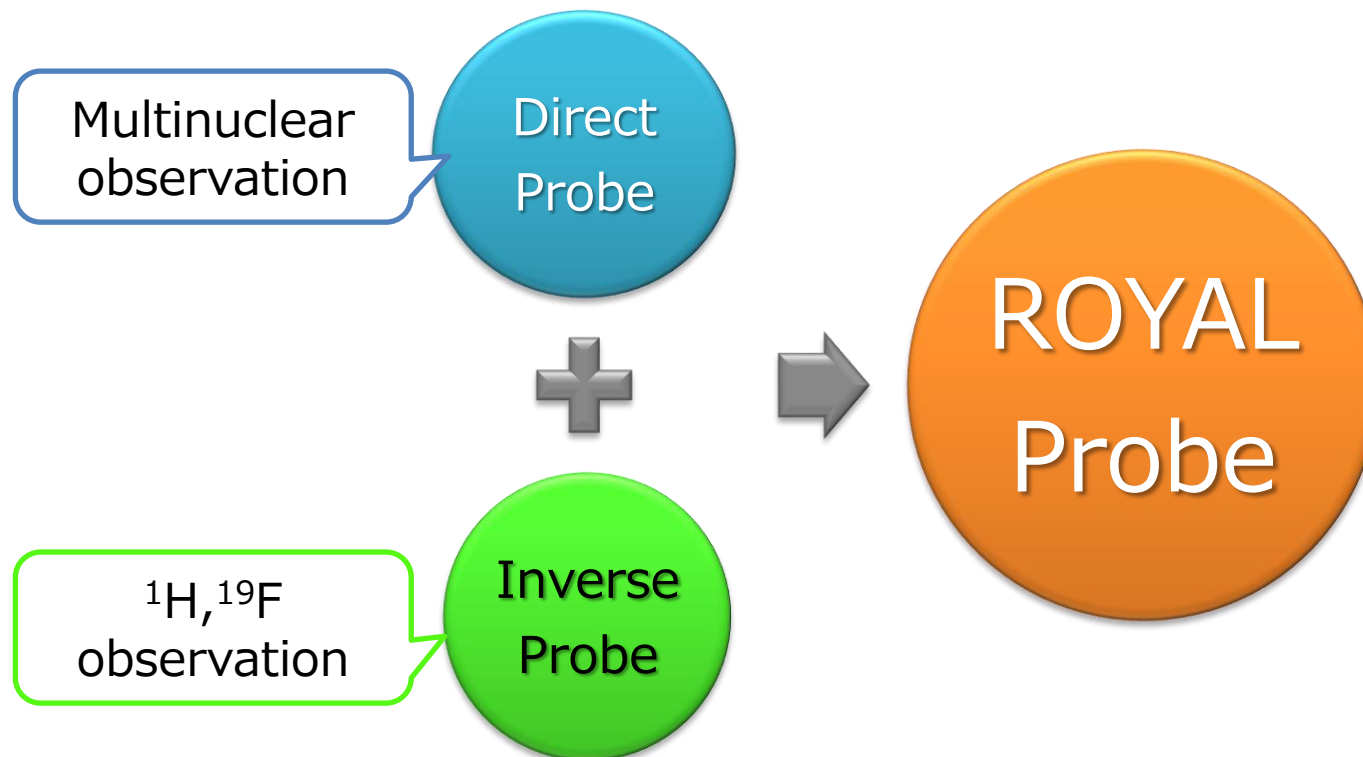 Multinuclear
observation
Direct
Probe
ROYAL
Probe
¹H,¹⁹F
observation
Inverse
Probe